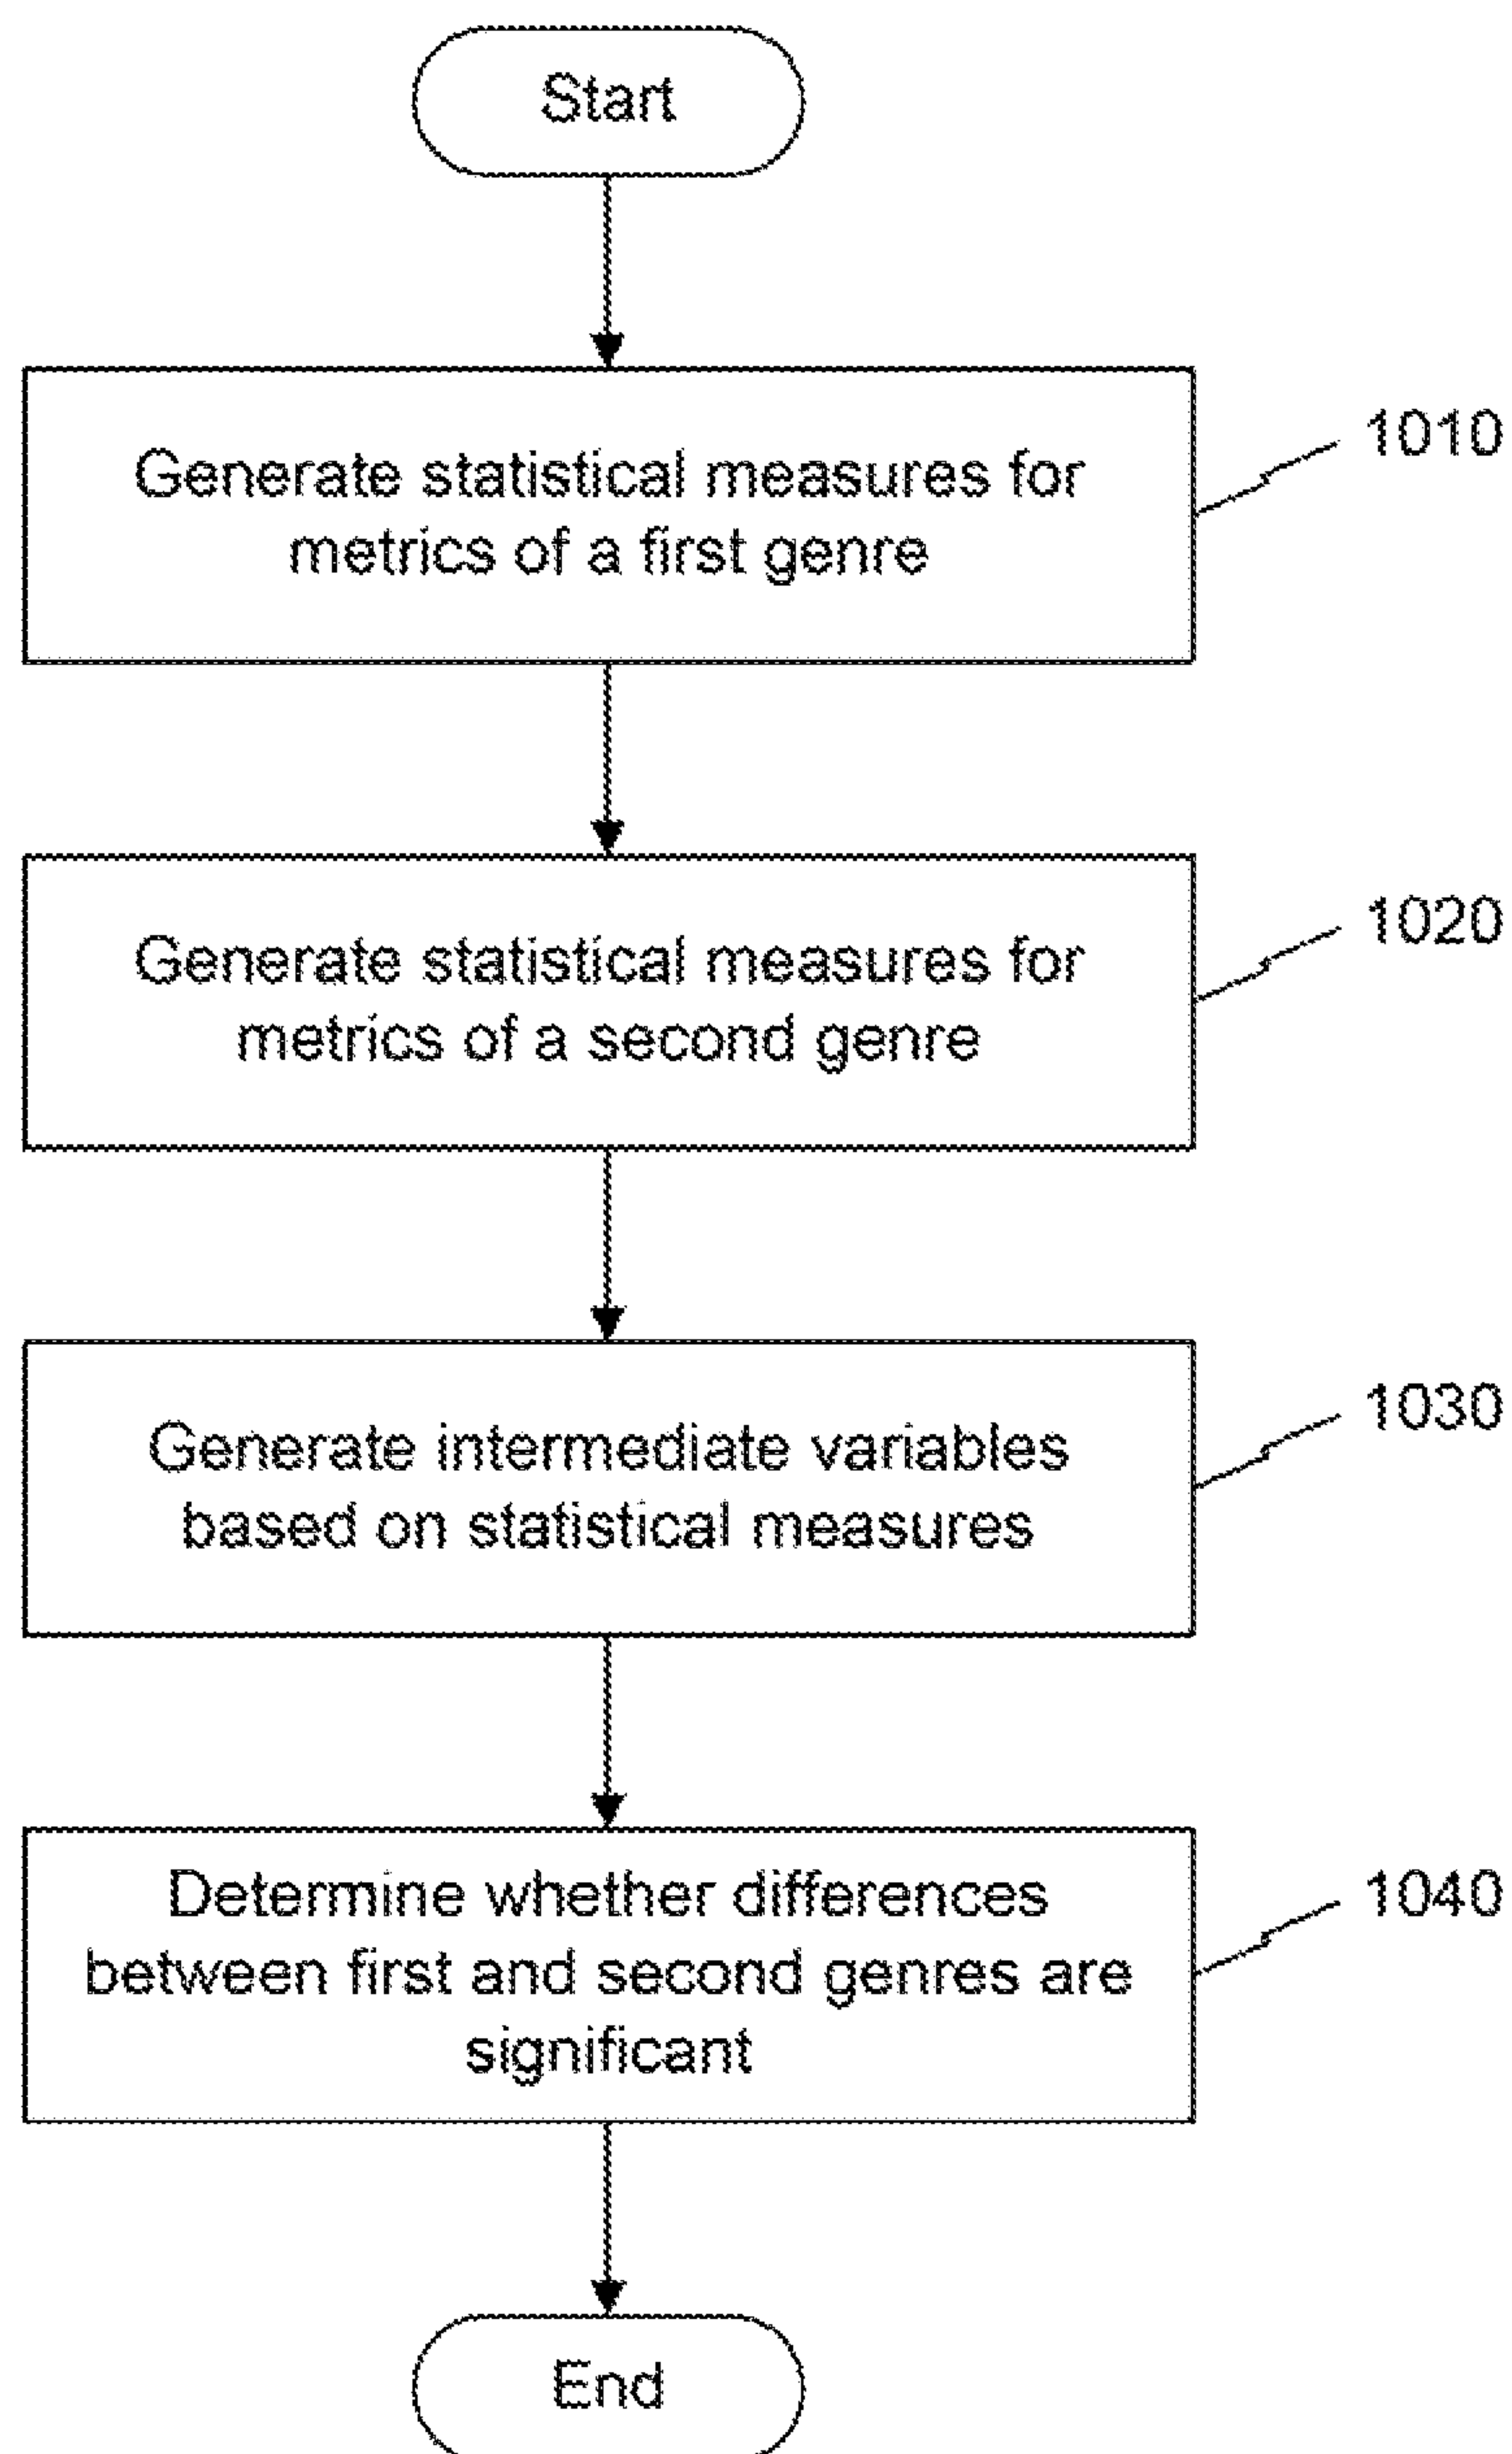 Start
Generate statistical measures for
metrics of a first genre
1010
Generate statistical measures for
metrics of a second genre
1020
Generate intermediate variables
based on statistical measures
1030
Determine whether differences
between first and second genres are
significant
1040
End